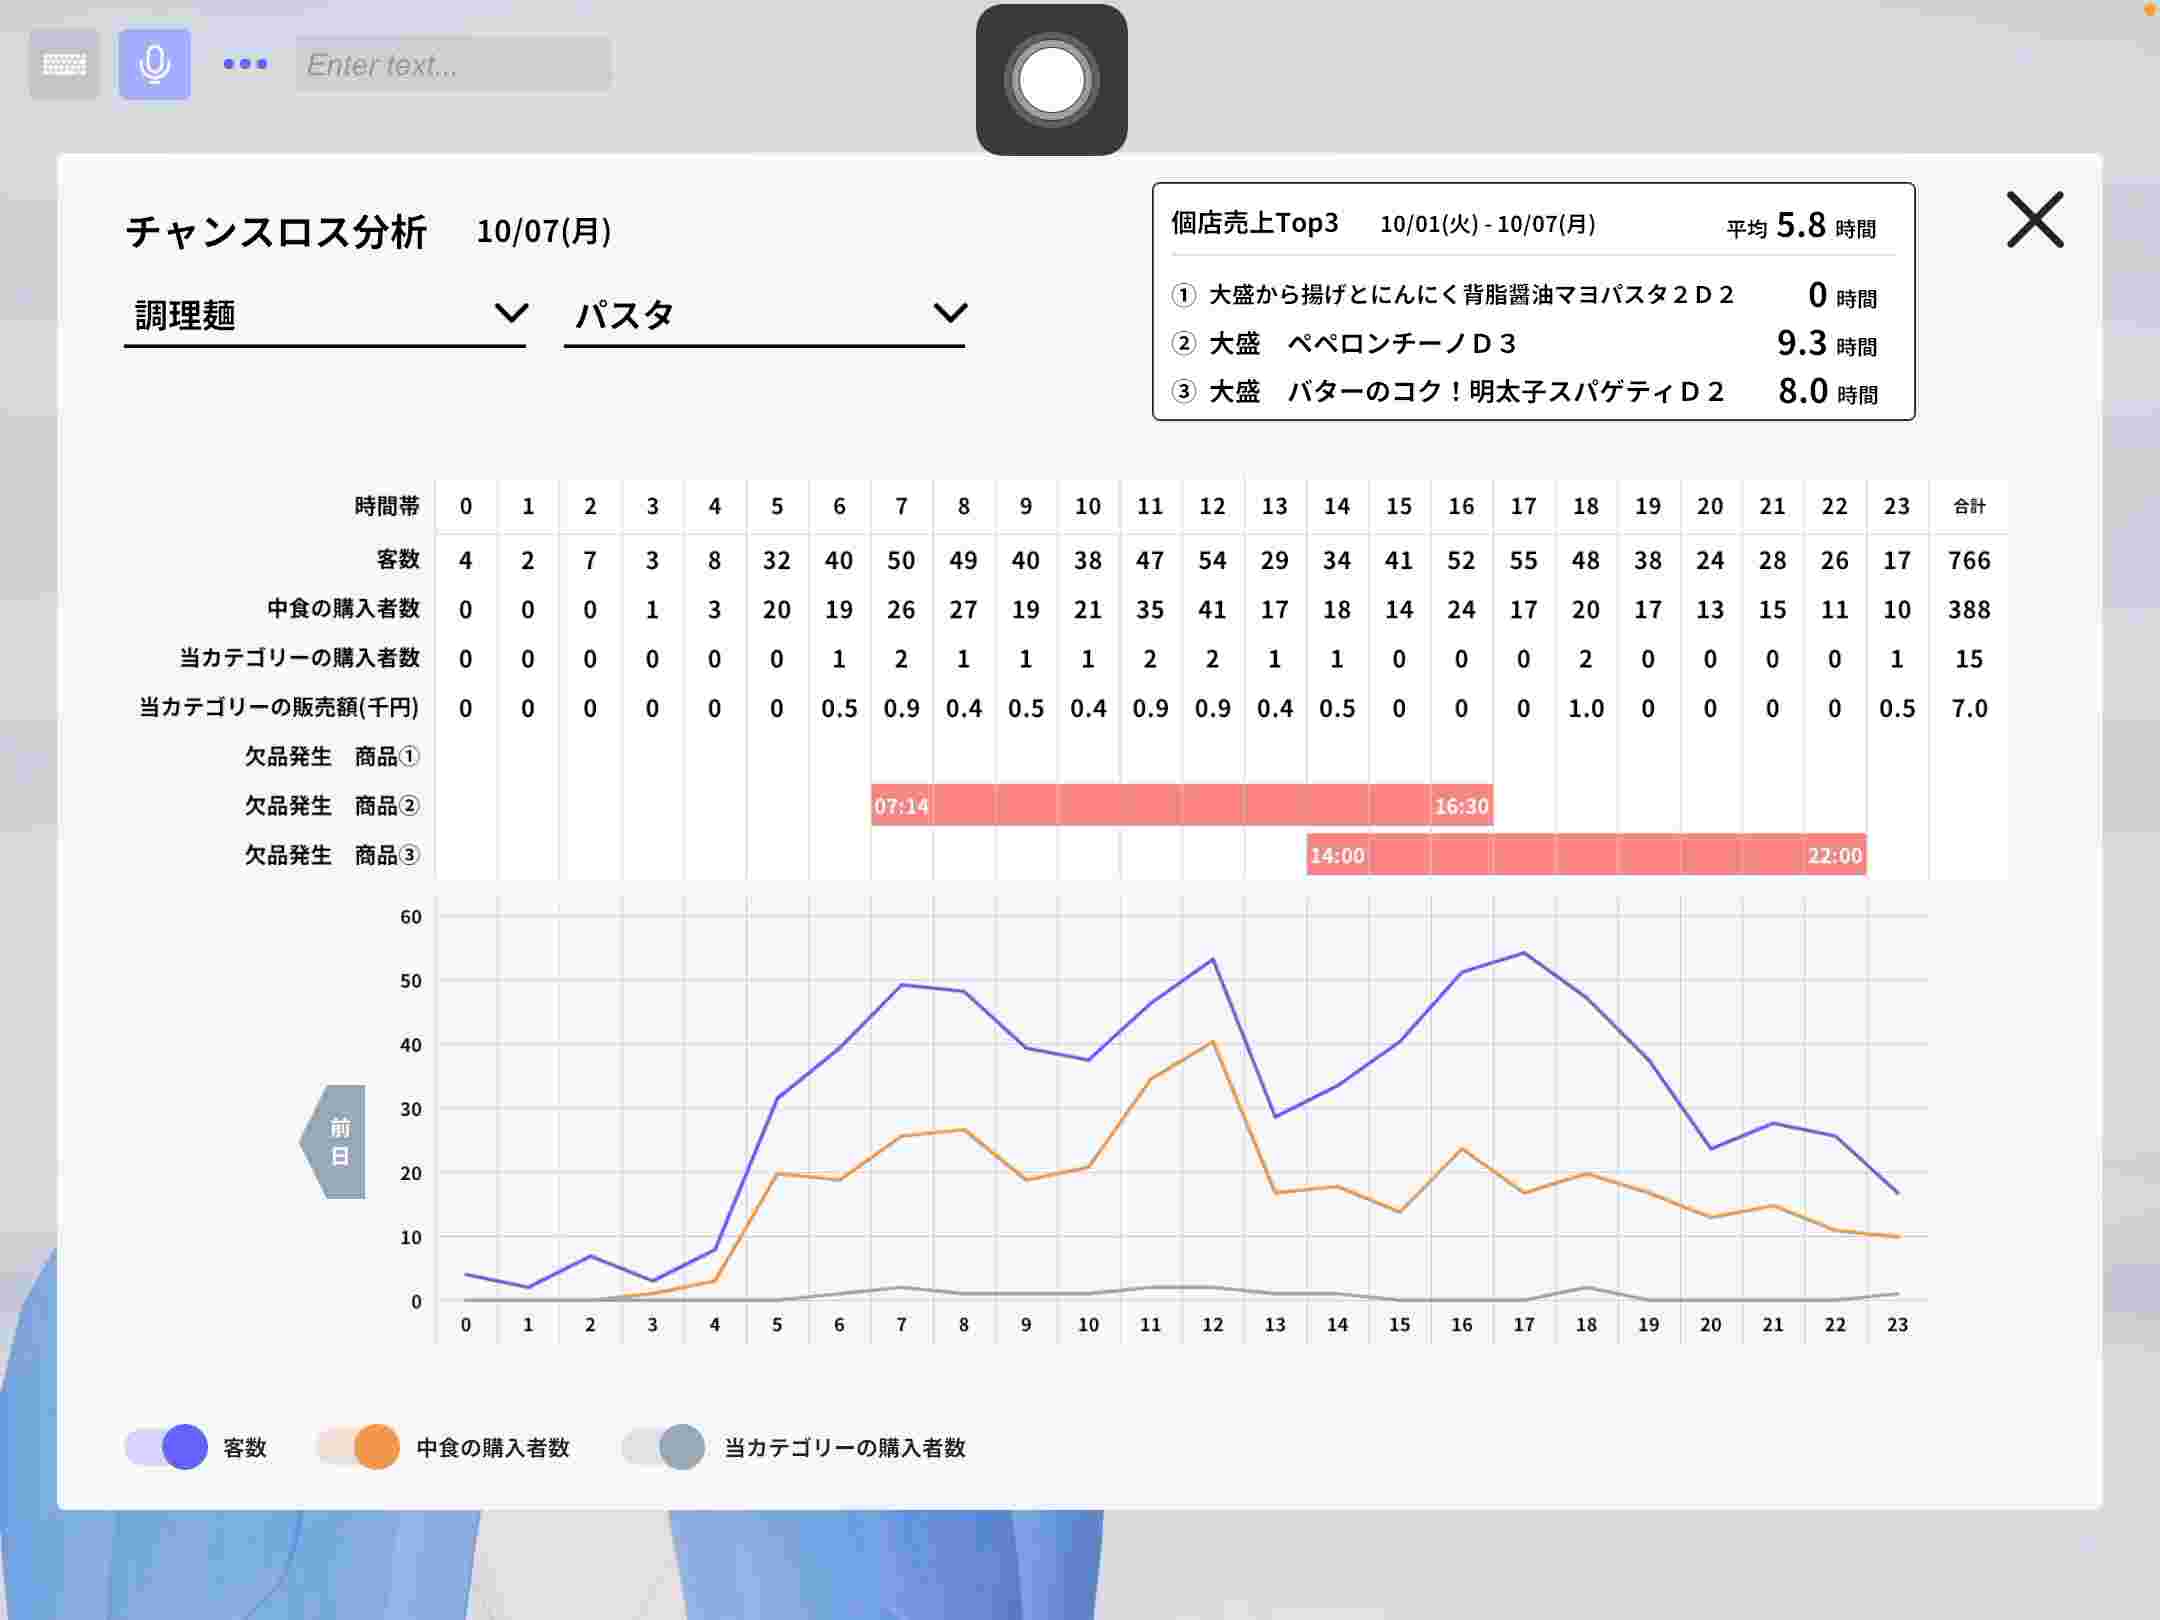 Enter text...
チャンスロス分析 10/07(月)
調理麺 パスタ
個店売上Top3 10/01(火) - 10/07(月) 平均 5.8 時間
① 大盛から揚げとにんにく背脂醤油マヨパスタ２Ｄ２ 0 時間
② 大盛　ペペロンチーノＤ３ 9.3 時間
③ 大盛　バターのコク！明太子スパゲティＤ２ 8.0 時間
時間帯 0 1 2 3 4 5 6 7 8 9 10 11 12 13 14 15 16 17 18 19 20 21 22 23 合計
客数 4 2 7 3 8 32 40 50 49 40 38 47 54 29 34 41 52 55 48 38 24 28 26 17 766
中食の購入者数 0 0 0 1 3 20 19 26 27 19 21 35 41 17 18 14 24 17 20 17 13 15 11 10 388
当カテゴリーの購入者数 0 0 0 0 0 0 1 2 1 1 1 2 2 1 1 0 0 0 2 0 0 0 0 1 15
当カテゴリーの販売額(千円) 0 0 0 0 0 0 0.5 0.9 0.4 0.5 0.4 0.9 0.9 0.4 0.5 0 0 0 1.0 0 0 0 0 0.5 7.0
欠品発生　商品①
欠品発生　商品② 07:14 16:30
欠品発生　商品③ 14:00 22:00
60
50
40
30
20
10
0
0 1 2 3 4 5 6 7 8 9 10 11 12 13 14 15 16 17 18 19 20 21 22 23
前
日
客数 中食の購入者数 当カテゴリーの購入者数